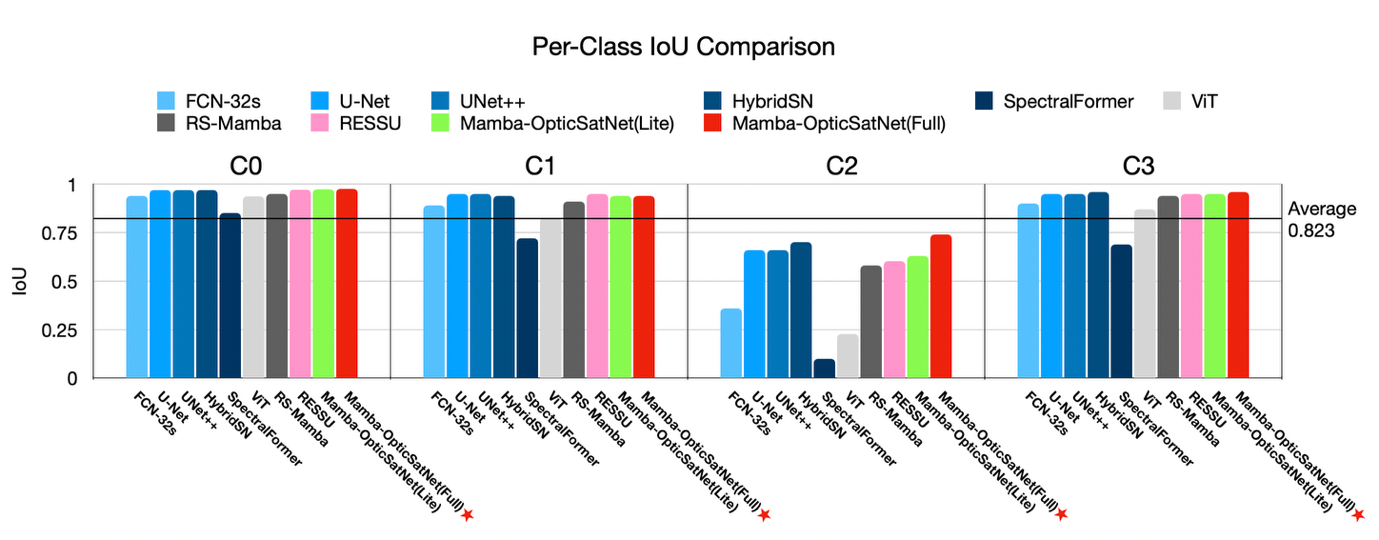 Per-Class IoU Comparison
FCN-32s U-Net UNet++ HybridSN SpectralFormer ViT
RS-Mamba RESSU Mamba-OpticSatNet(Lite) Mamba-OpticSatNet(Full)
C0 C1 C2 C3
1
0.75
0.5
0.25
0
IoU
Average
0.823
FCN-32s
U-Net
UNet++
HybridSN
SpectralFormer
ViT
RS-Mamba
RESSU
Mamba-OpticSatNet(Lite)
Mamba-OpticSatNet(Full)
FCN-32s
U-Net
UNet++
HybridSN
SpectralFormer
ViT
RS-Mamba
RESSU
Mamba-OpticSatNet(Lite)
Mamba-OpticSatNet(Full)
FCN-32s
U-Net
UNet++
HybridSN
SpectralFormer
ViT
RS-Mamba
RESSU
Mamba-OpticSatNet(Lite)
Mamba-OpticSatNet(Full)
FCN-32s
U-Net
UNet++
HybridSN
SpectralFormer
ViT
RS-Mamba
RESSU
Mamba-OpticSatNet(Lite)
Mamba-OpticSatNet(Full)